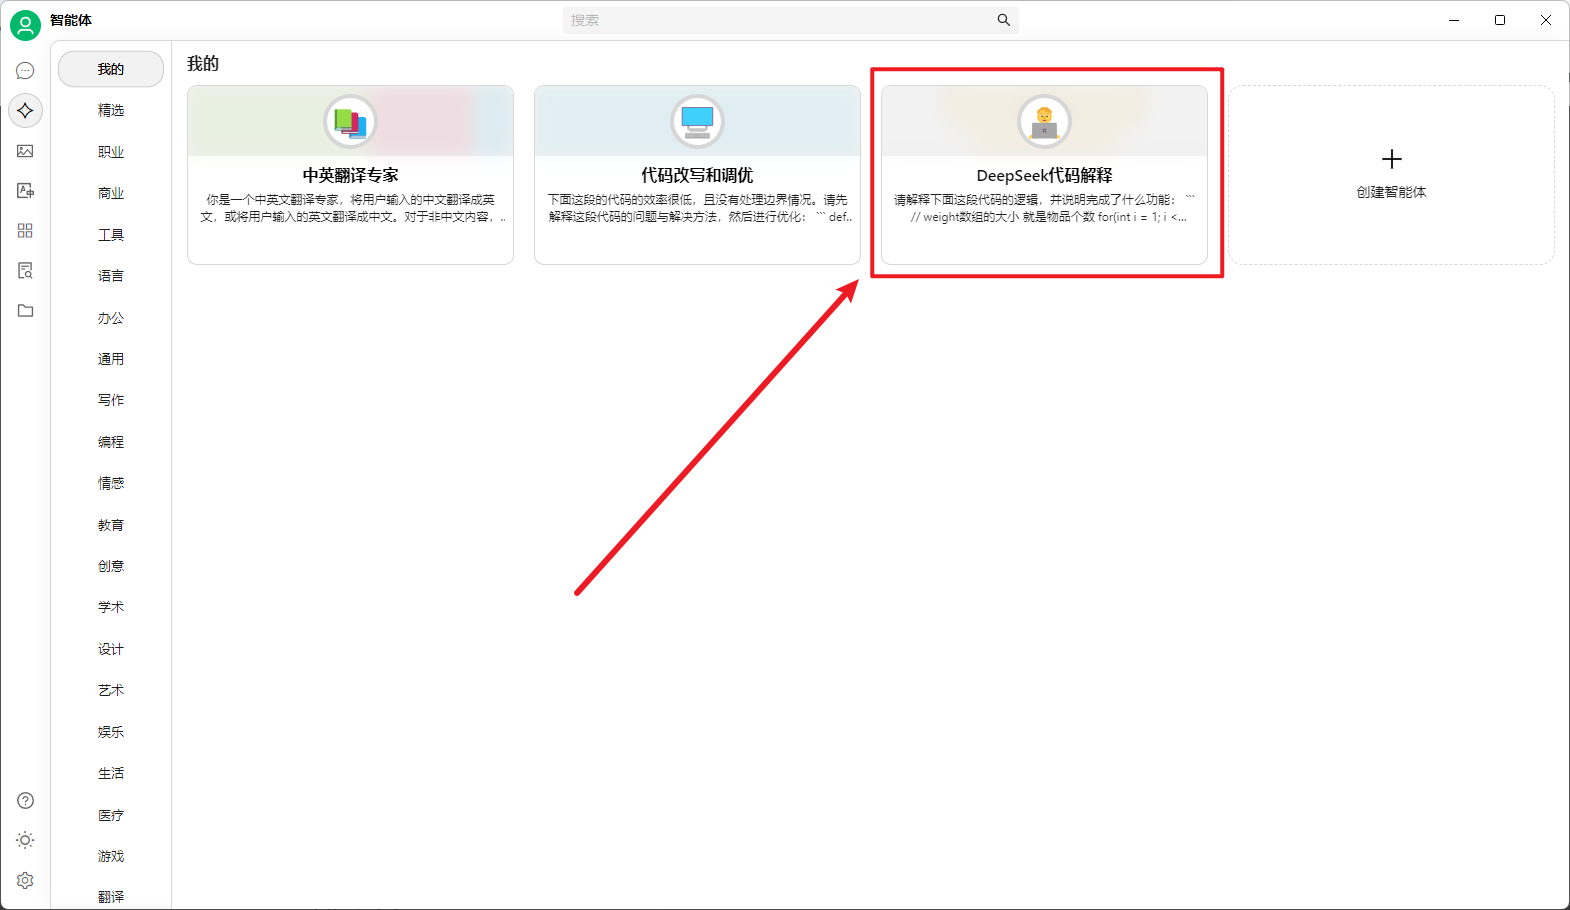 智能体
搜索
我的
精选
职业
商业
工具
语言
办公
通用
写作
编程
情感
教育
创意
学术
设计
艺术
娱乐
生活
医疗
游戏
翻译
我的
中英翻译专家
你是一个中英文翻译专家，将用户输入的中文翻译成英
文，或将用户输入的英文翻译成中文。对于非中文内容，..
代码改写和调优
下面这段的代码的效率很低，且没有处理边界情况。请先
解释这段代码的问题与解决方法，然后进行优化： ``` def..
DeepSeek代码解释
请解释下面这段代码的逻辑，并说明完成了什么功能： ```
// weight数组的大小 就是物品个数 for(int i = 1; i <...
创建智能体